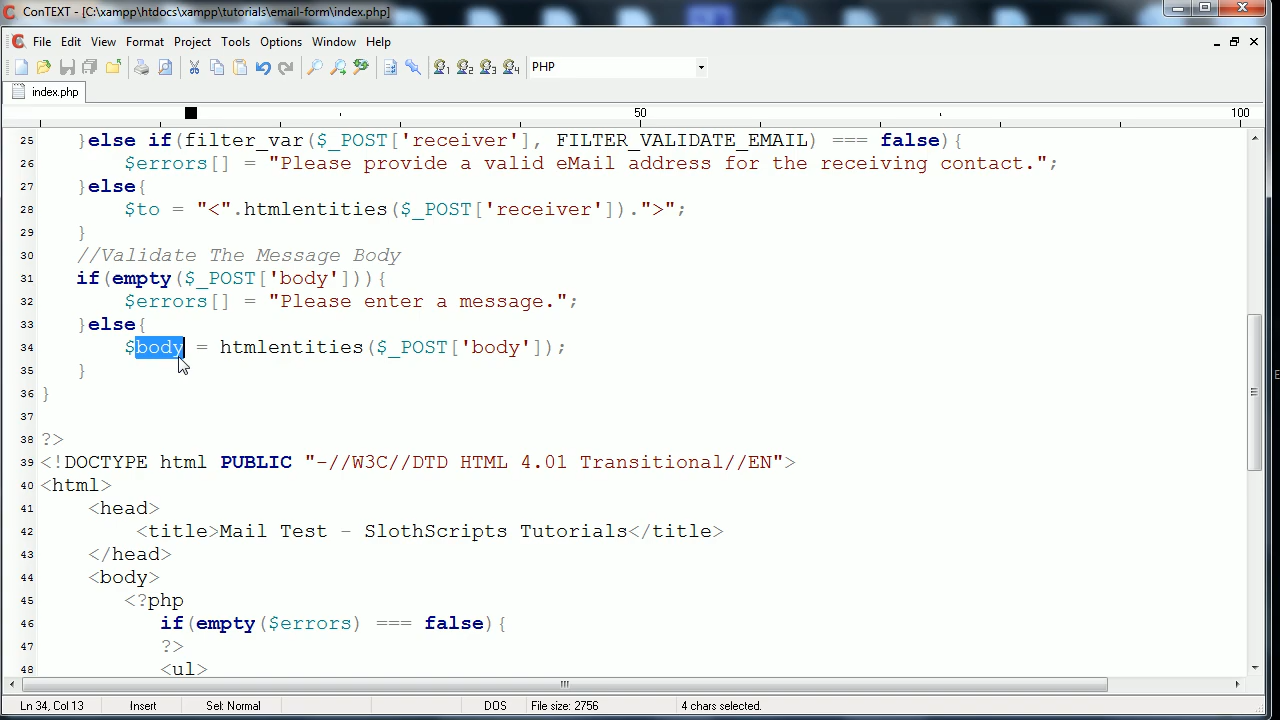 ConTEXT - [C:\xampp\htdocs\xampp\tutorials\email-form\index.php]
File Edit View Format Project Tools Options Window Help
1 2 3 4 PHP
index.php
50 100
25 }else if(filter_var($_POST['receiver'], FILTER_VALIDATE_EMAIL) === false){
26 $errors[] = "Please provide a valid eMail address for the receiving contact.";
27 }else{
28 $to = "<".htmlentities($_POST['receiver']).">";
29 }
30 //Validate The Message Body
31 if(empty($_POST['body'])){
32 $errors[] = "Please enter a message.";
33 }else{
34 $body = htmlentities($_POST['body']);
35 }
36 }
37
38 ?>
39 <!DOCTYPE html PUBLIC "-//W3C//DTD HTML 4.01 Transitional//EN">
40 <html>
41 <head>
42 <title>Mail Test - SlothScripts Tutorials</title>
43 </head>
44 <body>
45 <?php
46 if(empty($errors) === false){
47 ?>
48 <ul>
Ln 34, Col 13 Insert Sel: Normal DOS File size: 2756 4 chars selected.